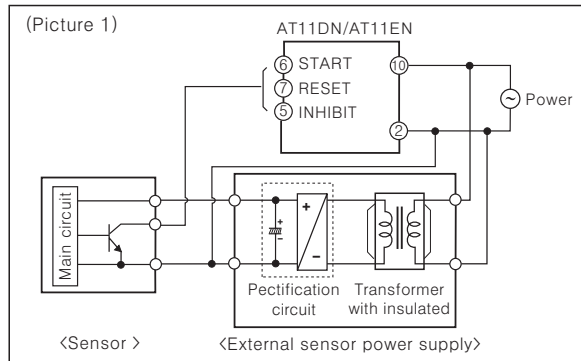 (Picture 1)
AT11DN/AT11EN
6 START
10
7 RESET
5 INHIBIT
2
Power
Main circuit
+
−
+
−
Pectification circuit
Transformer with insulated
<Sensor >
<External sensor power supply>